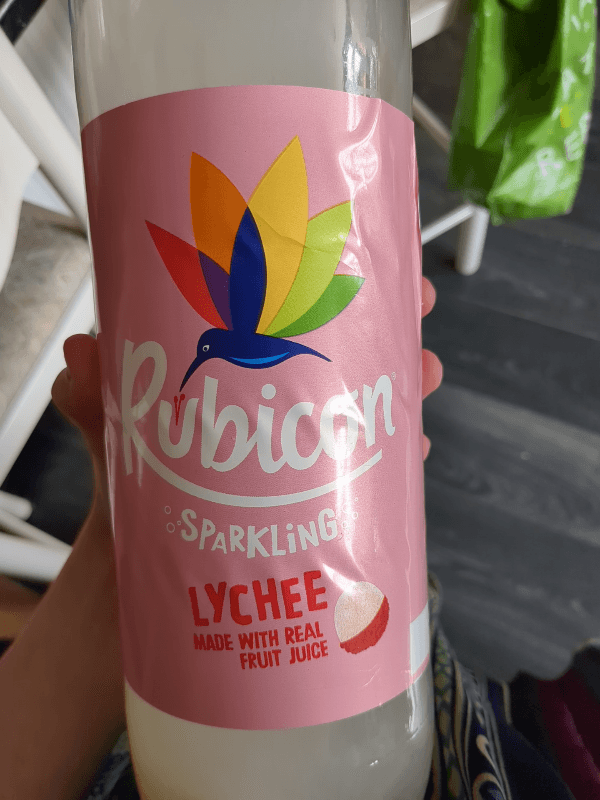 Rubicon
SPARKLING
LYCHEE
MADE WITH REAL
FRUIT JUICE